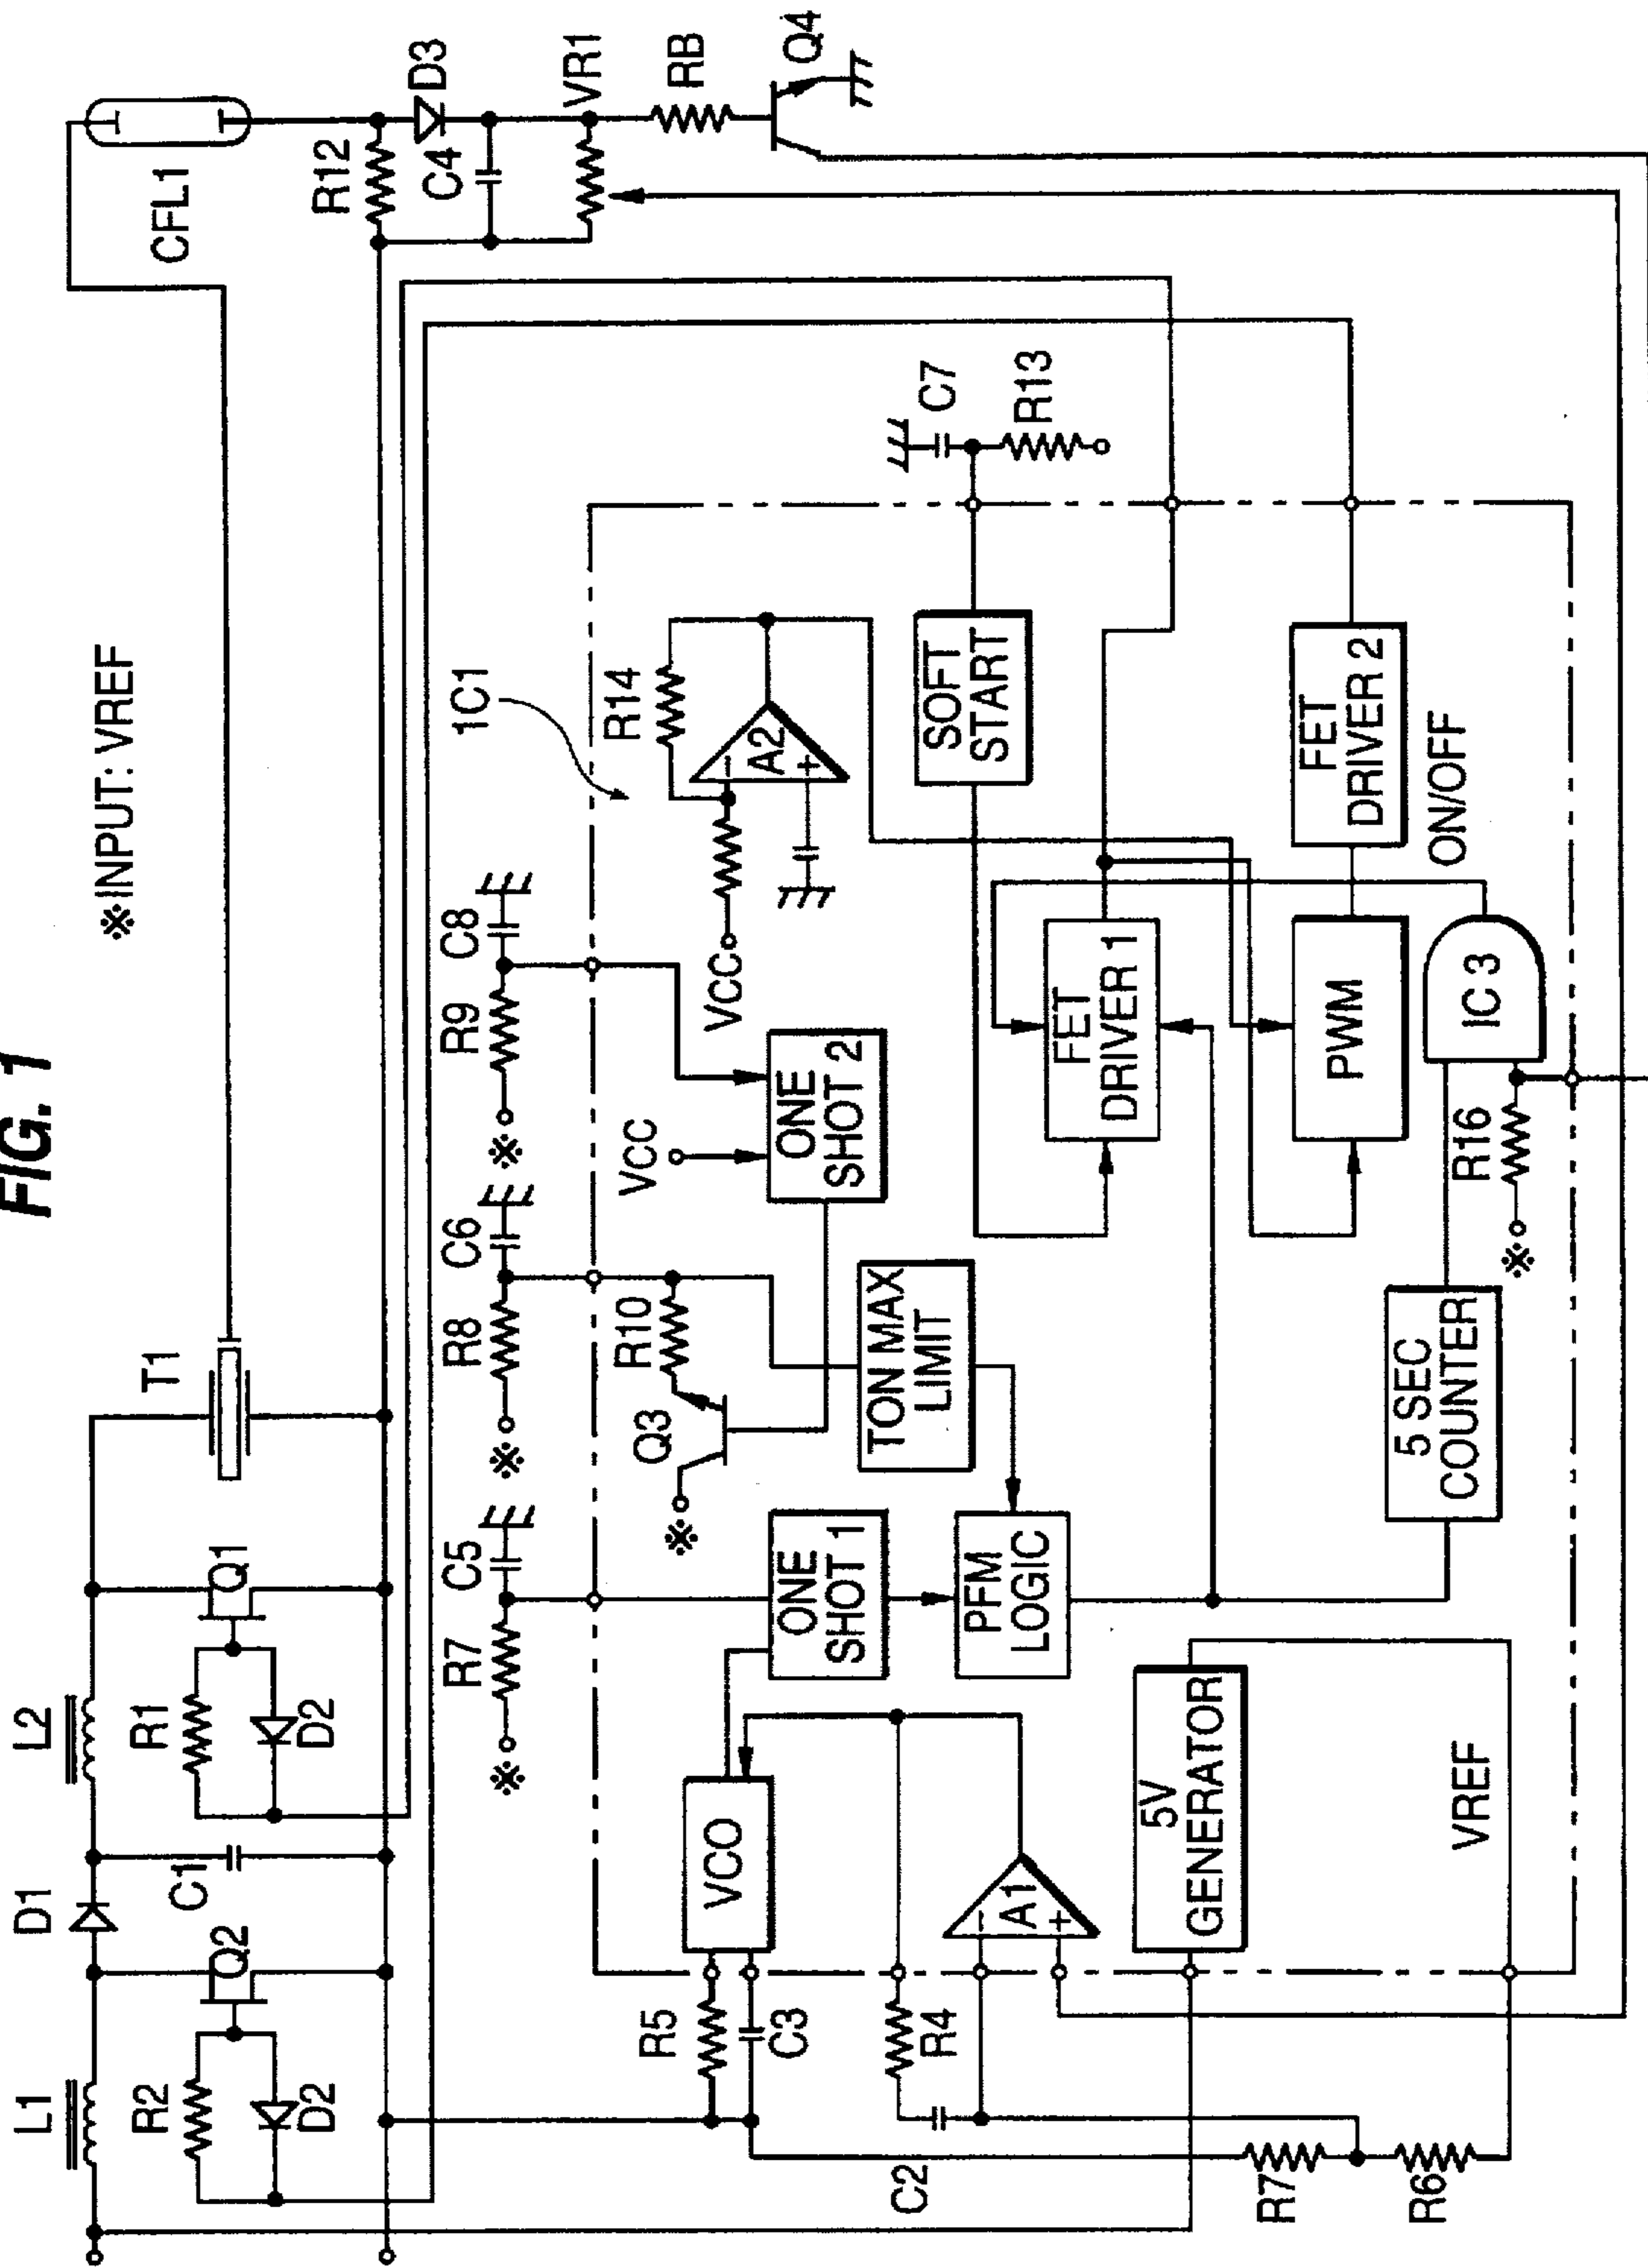 FIG. 1
※INPUT: VREF
L1
D1
L2
T1
CFL1
R2
D2
Q2
C1
R1
D2
Q1
R12
D3
C4
VR1
RB
Q4
R7
C5
※
R8
C6
※
R9
C8
※
1C1
R5
C3
VCO
ONE
SHOT 1
Q3
※
R10
VCC
ONE
SHOT 2
VCC
R14
A2
−
+
C2
R4
A1
−
+
PFM
LOGIC
TON MAX
LIMIT
SOFT
START
C7
R13
FET
DRIVER 1
5V
GENERATOR
VREF
R7
R6
5 SEC
COUNTER
PWM
FET
DRIVER 2
ON/OFF
R16
※
IC 3